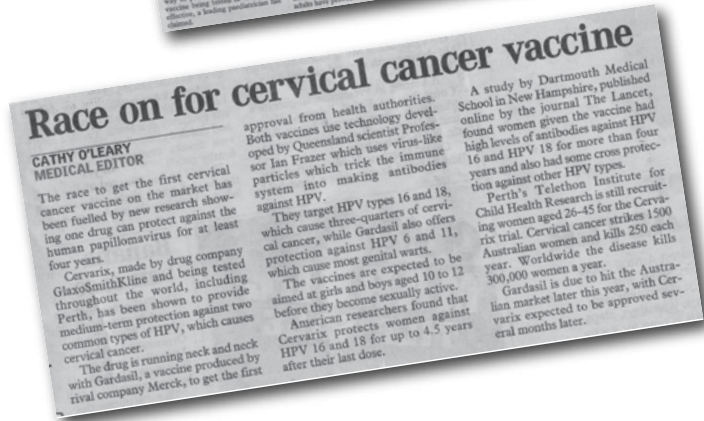 vaccine being tested
effective, a leading paediatrician has
claimed.
Race on for cervical cancer vaccine
CATHY O'LEARY
MEDICAL EDITOR
The race to get the first cervical
cancer vaccine on the market has
been fuelled by new research show-
ing one drug can protect against the
human papillomavirus for at least
four years.
Cervarix, made by drug company
GlaxoSmithKline and being tested
throughout the world, including
Perth, has been shown to provide
medium-term protection against two
common types of HPV, which causes
cervical cancer.
The drug is running neck and neck
with Gardasil, a vaccine produced by
rival company Merck, to get the first
approval from health authorities.
Both vaccines use technology devel-
oped by Queensland scientist Profes-
sor Ian Frazer which uses virus-like
particles which trick the immune
system into making antibodies
against HPV.
They target HPV types 16 and 18,
which cause three-quarters of cervi-
cal cancer, while Gardasil also offers
protection against HPV 6 and 11,
which cause most genital warts.
The vaccines are expected to be
aimed at girls and boys aged 10 to 12
before they become sexually active.
American researchers found that
Cervarix protects women against
HPV 16 and 18 for up to 4.5 years
after their last dose.
A study by Dartmouth Medical
School in New Hampshire, published
online by the journal The Lancet,
found women given the vaccine had
high levels of antibodies against HPV
16 and HPV 18 for more than four
years and also had some cross protec-
tion against other HPV types.
Perth's Telethon Institute for
Child Health Research is still recruit-
ing women aged 26-45 for the Cerva-
rix trial. Cervical cancer strikes 1500
Australian women and kills 250 each
year. Worldwide the disease kills
300,000 women a year.
Gardasil is due to hit the Austra-
lian market later this year, with Cer-
varix expected to be approved sev-
eral months later.